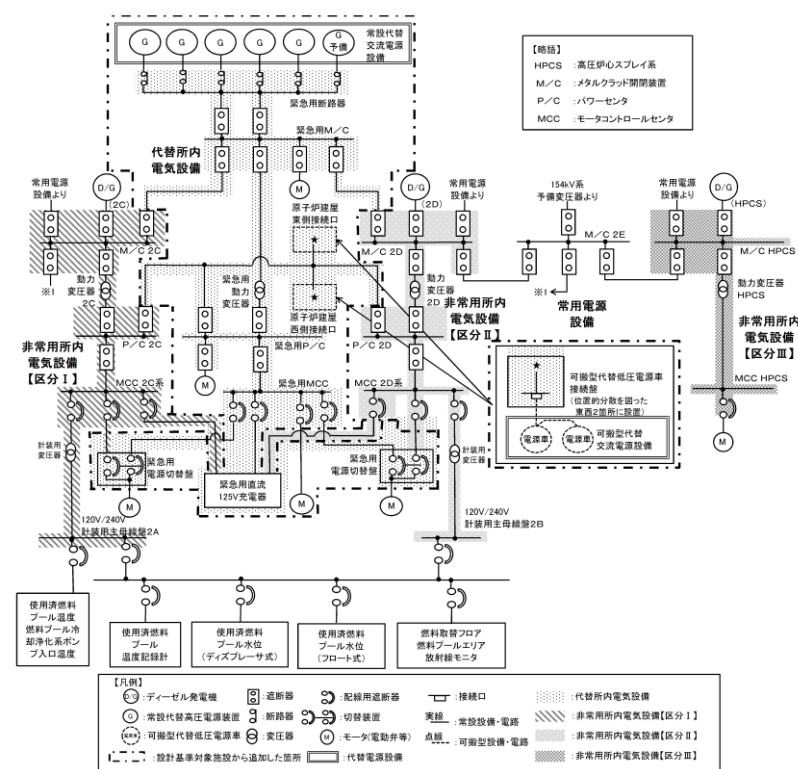 G
G
G
G
G
G
予備
常設代替
交流電源
設備
【略語】
HPCS :高圧炉心スプレイ系
M/C :メタルクラッド開閉装置
P/C :パワーセンタ
MCC :モータコントロールセンタ
緊急用断路器
緊急用M/C
代替所内
電気設備
M
常用電源
設備より
D/G
(2C)
原子炉建屋
東側接続口
D/G
(2D)
常用電源
設備より
154kV系
予備変圧器より
常用電源
設備より
D/G
(HPCS)
M/C 2C
M/C 2D
M/C 2E
M/C HPCS
※1
※1
動力
変圧器
2C
緊急用
動力
変圧器
原子炉建屋
西側接続口
動力
変圧器
2D
非常用所内
電気設備
【区分Ⅱ】
常用電源
設備
動力変圧器
HPCS
非常用所内
電気設備
【区分Ⅲ】
P/C 2C
緊急用P/C
P/C 2D
非常用所内
電気設備
【区分Ⅰ】
M
MCC 2C系
緊急用MCC
MCC 2D系
MCC HPCS
可搬型代替低圧電源車
接続盤
(位置的分散を図った
東西2箇所に設置)
電源車
電源車
可搬型代替
交流電源設備
計装用
変圧器
緊急用
電源切替盤
緊急用直流
125V充電器
緊急用
電源切替盤
計装用
変圧器
M
M
M
M
120V/240V
計装用主母線盤2A
120V/240V
計装用主母線盤2B
使用済燃料
プール温度
燃料プール冷
却浄化系ポン
プ入口温度
使用済燃料
プール
温度記録計
使用済燃料
プール水位
(ディスプレーサ式)
使用済燃料
プール水位
(フロート式)
燃料取替フロア
燃料プールエリア
放射線モニタ
【凡例】
D/G :ディーゼル発電機
:遮断器
:配線用遮断器
:接続口
:代替所内電気設備
G :常設代替高圧電源装置
:断路器
:切替装置
実線 :常設設備・電路
:非常用所内電気設備【区分Ⅰ】
電源車 :可搬型代替低圧電源車
:変圧器
M :モータ(電動弁等)
点線 :可搬型設備・電路
:非常用所内電気設備【区分Ⅱ】
:設計基準対象施設から追加した箇所
:代替電源設備
:非常用所内電気設備【区分Ⅲ】